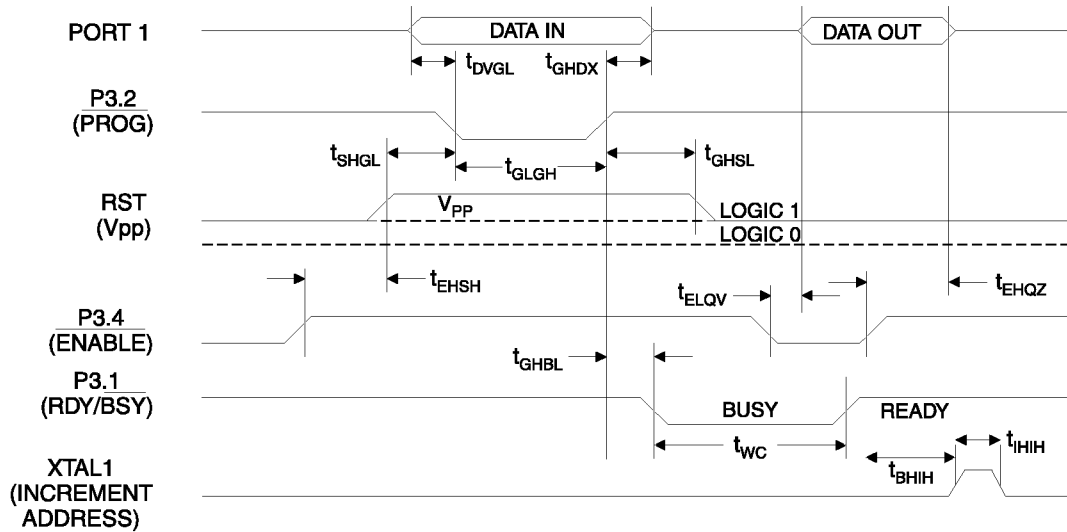 PORT 1
DATA IN
DATA OUT
tDVGL
tGHDX
P3.2
(PROG)
tSHGL
tGLGH
tGHSL
RST
(Vpp)
VPP
LOGIC 1
LOGIC 0
tEHSH
tELQV
tEHQZ
P3.4
(ENABLE)
tGHBL
P3.1
(RDY/BSY)
BUSY
READY
tWC
tIHIH
tBHIH
XTAL1
(INCREMENT
ADDRESS)